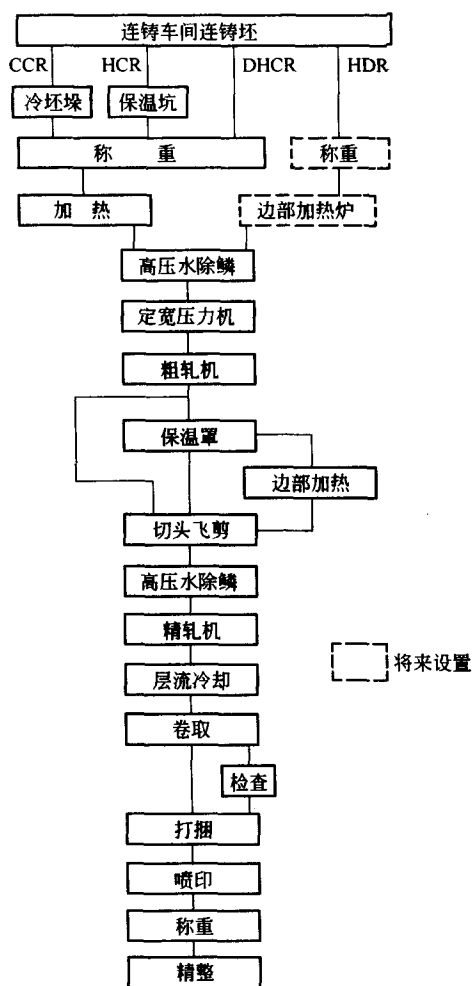 连铸车间连铸坯
CCR HCR DHCR HDR
冷坯垛 保温坑
称重 称重
加热 边部加热炉
高压水除鳞
定宽压力机
粗轧机
保温罩
边部加热
切头飞剪
高压水除鳞
精轧机
将来设置
层流冷却
卷取
检查
打捆
喷印
称重
精整